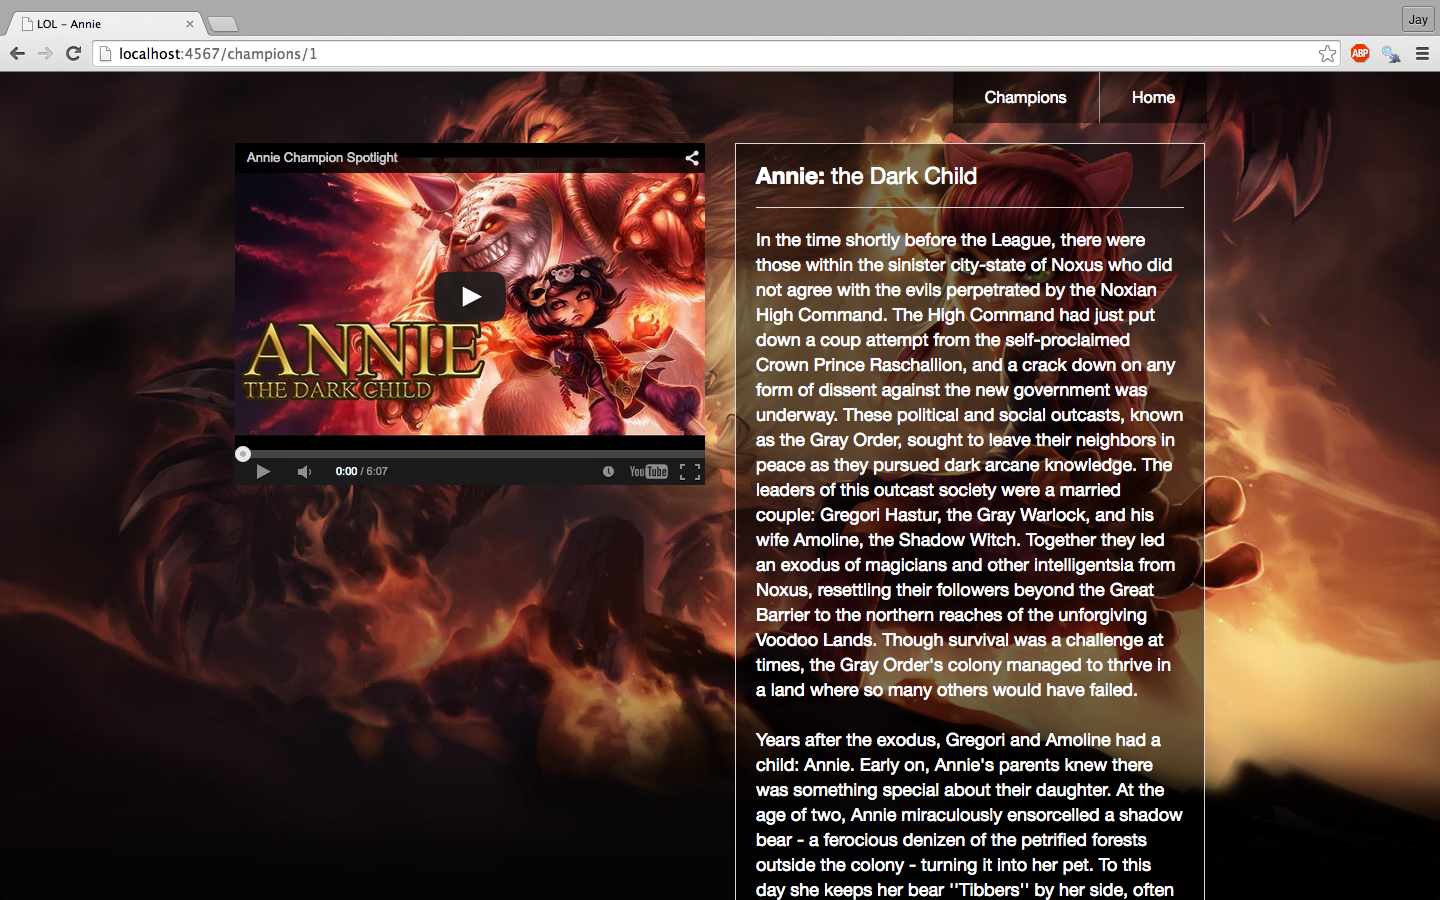 LOL – Annie
Jay
localhost:4567/champions/1
ABP
Champions
Home
Annie Champion Spotlight
ANNIE
THE DARK CHILD
0:00 / 6:07
YouTube
Annie: the Dark Child
In the time shortly before the League, there were
those within the sinister city-state of Noxus who did
not agree with the evils perpetrated by the Noxian
High Command. The High Command had just put
down a coup attempt from the self-proclaimed
Crown Prince Raschallion, and a crack down on any
form of dissent against the new government was
underway. These political and social outcasts, known
as the Gray Order, sought to leave their neighbors in
peace as they pursued dark arcane knowledge. The
leaders of this outcast society were a married
couple: Gregori Hastur, the Gray Warlock, and his
wife Amoline, the Shadow Witch. Together they led
an exodus of magicians and other intelligentsia from
Noxus, resettling their followers beyond the Great
Barrier to the northern reaches of the unforgiving
Voodoo Lands. Though survival was a challenge at
times, the Gray Order's colony managed to thrive in
a land where so many others would have failed.
Years after the exodus, Gregori and Amoline had a
child: Annie. Early on, Annie's parents knew there
was something special about their daughter. At the
age of two, Annie miraculously ensorcelled a shadow
bear - a ferocious denizen of the petrified forests
outside the colony - turning it into her pet. To this
day she keeps her bear ''Tibbers'' by her side, often